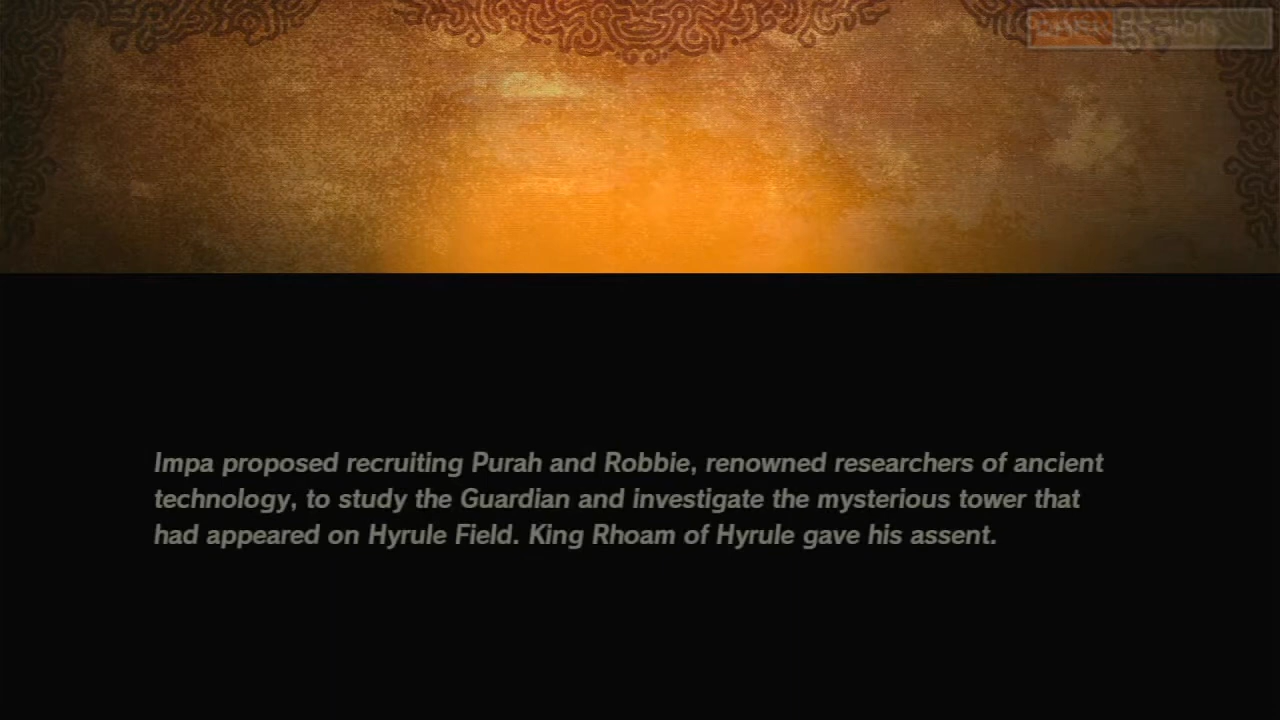 Impa proposed recruiting Purah and Robbie, renowned researchers of ancient
technology, to study the Guardian and investigate the mysterious tower that
had appeared on Hyrule Field. King Rhoam of Hyrule gave his assent.